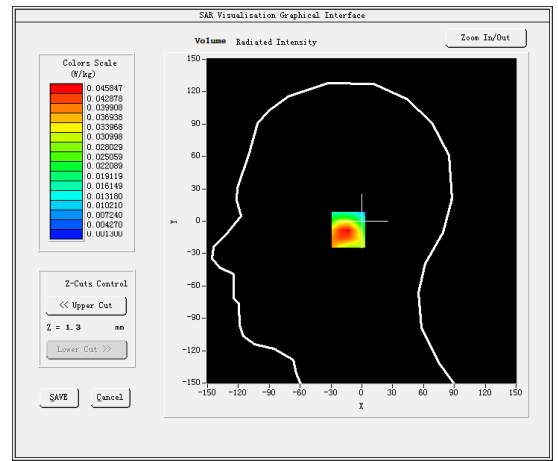 SAR Visualisation Graphical Interface
Volume Radiated Intensity
Zoom In/Out
Colors Scale
(W/kg)
0.045847
0.042878
0.039908
0.036938
0.033968
0.030998
0.028029
0.025059
0.022089
0.019119
0.016149
0.013180
0.010210
0.007240
0.004270
0.001300
Z-Cuts Control
<< Upper Cut
Z = 1.3 mm
Lower Cut >>
SAVE Cancel
150
120
90
60
30
0
-30
-60
-90
-120
-150
Y
-150 -120 -90 -60 -30 0 30 60 90 120 150
X